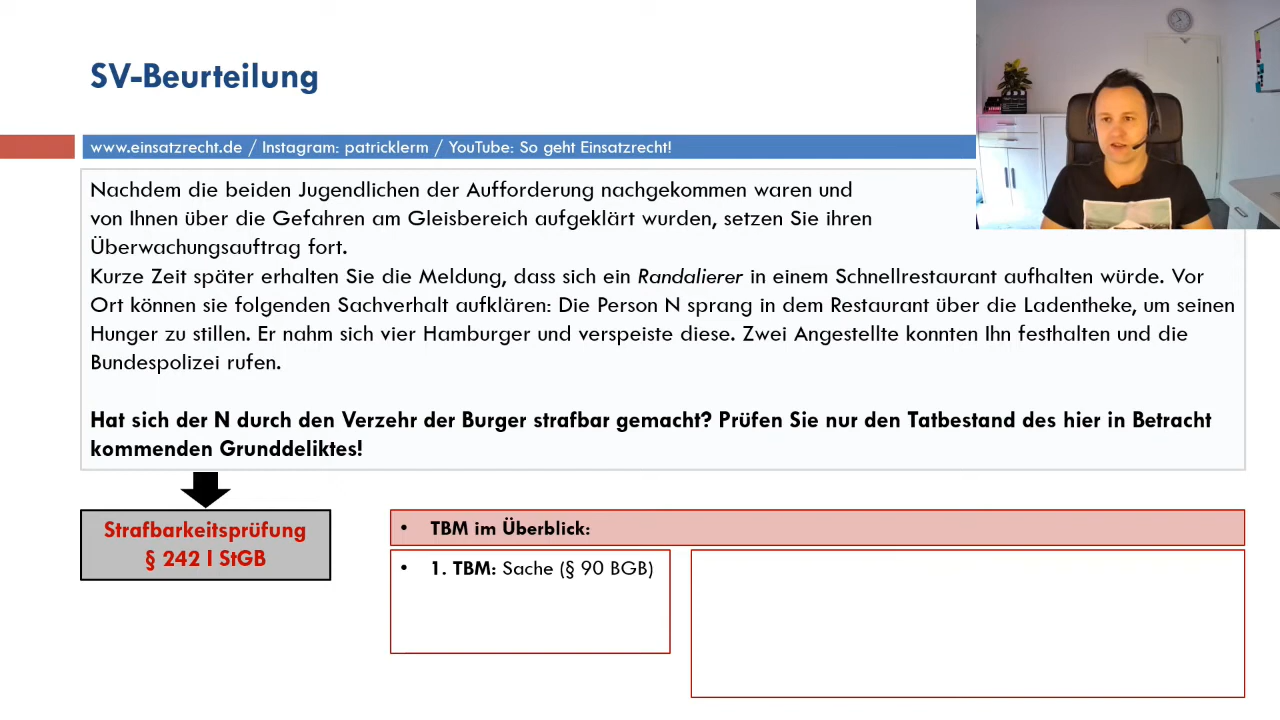 SV-Beurteilung
www.einsatzrecht.de / Instagram: patricklerm / YouTube: So geht Einsatzrecht!
Nachdem die beiden Jugendlichen der Aufforderung nachgekommen waren und
von Ihnen über die Gefahren am Gleisbereich aufgeklärt wurden, setzen Sie ihren
Überwachungsauftrag fort.
Kurze Zeit später erhalten Sie die Meldung, dass sich ein Randalierer in einem Schnellrestaurant aufhalten würde. Vor
Ort können sie folgenden Sachverhalt aufklären: Die Person N sprang in dem Restaurant über die Ladentheke, um seinen
Hunger zu stillen. Er nahm sich vier Hamburger und verspeiste diese. Zwei Angestellte konnten Ihn festhalten und die
Bundespolizei rufen.
Hat sich der N durch den Verzehr der Burger strafbar gemacht? Prüfen Sie nur den Tatbestand des hier in Betracht
kommenden Grunddeliktes!
Strafbarkeitsprüfung
§ 242 I StGB
• TBM im Überblick:
• 1. TBM: Sache (§ 90 BGB)